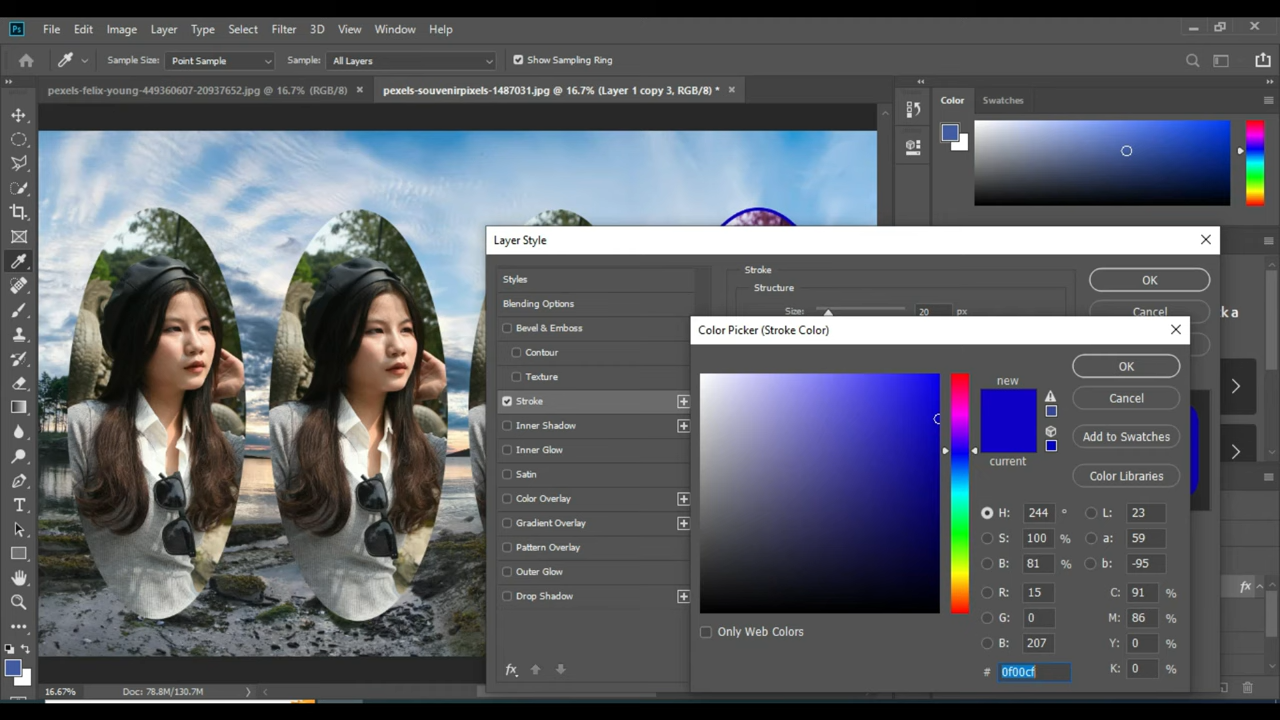 Ps File Edit Image Layer Type Select Filter 3D View Window Help
Sample Size: Point Sample Sample: All Layers Show Sampling Ring
pexels-felix-young-449360607-20937652.jpg @ 16.7% (RGB/8) × pexels-souvenirpixels-1487031.jpg @ 16.7% (Layer 1 copy 3, RGB/8) * ×
Color Swatches
Layer Style
Styles
Blending Options
Bevel & Emboss
Contour
Texture
Stroke
Inner Shadow
Inner Glow
Satin
Color Overlay
Gradient Overlay
Pattern Overlay
Outer Glow
Drop Shadow
fx
Stroke
Structure
Size: 20 px
OK
Cancel
ka
Color Picker (Stroke Color)
new
current
OK
Cancel
Add to Swatches
Color Libraries
H: 244 ° L: 23
S: 100 % a: 59
B: 81 % b: -95
R: 15 C: 91 %
G: 0 M: 86 %
B: 207 Y: 0 %
# 0f00cf K: 0 %
Only Web Colors
fx
16.67% Doc: 78.8M/130.7M